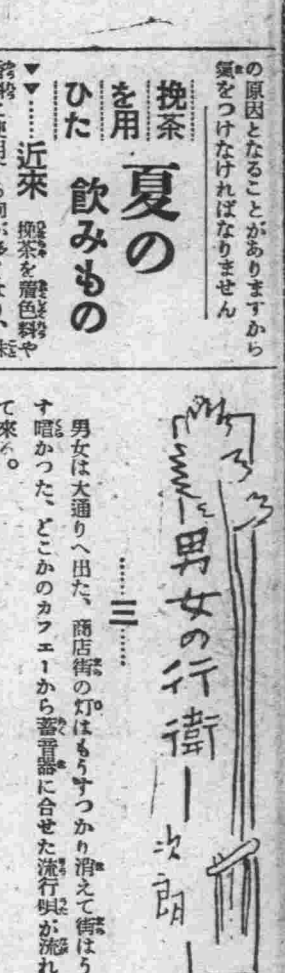 の原因となることがありますから
氣をつけなければなりません
挽茶
を用
ひた
夏の
飲みもの
▼▼……近來 挽茶を着色料や
男女の行衛
次朗
三
男女は大通りへ出た、商店街の灯はもうすつかり消えて街はう
す暗かつた、どこかのカフエーから蓄音器に合せた流行唄が流れ
て來